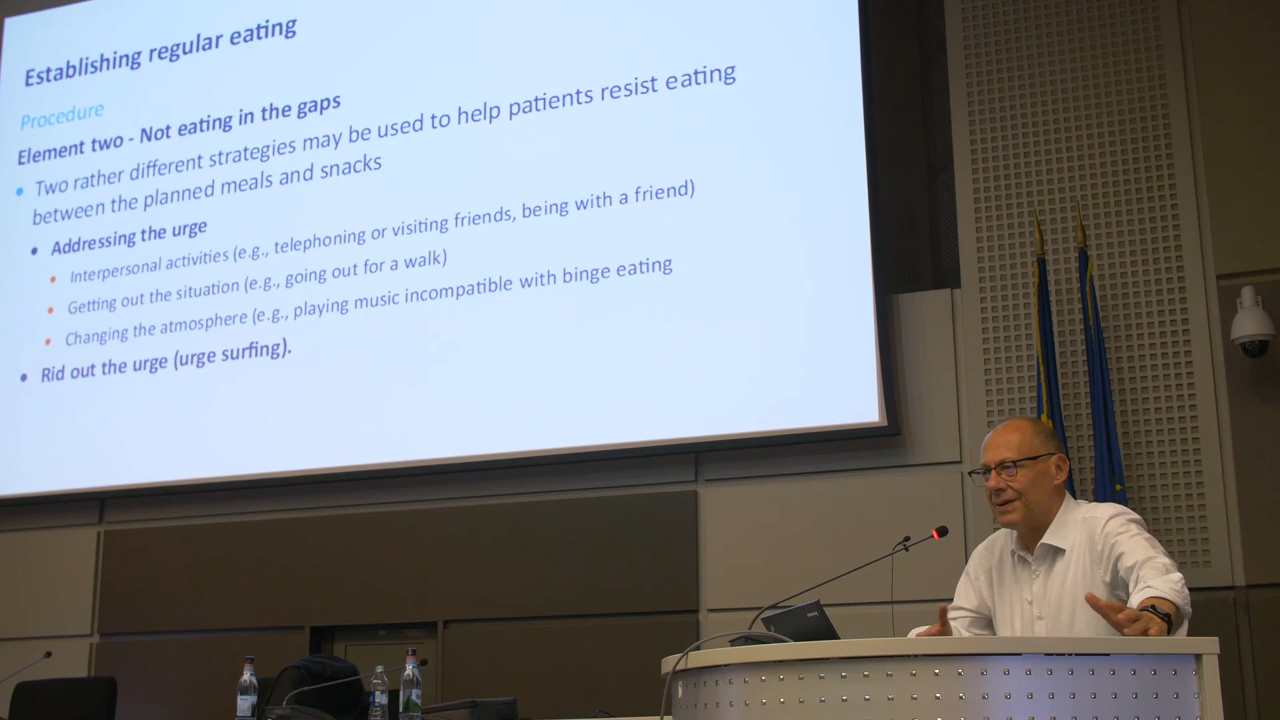 Establishing regular eating
Procedure
Element two - Not eating in the gaps
• Two rather different strategies may be used to help patients resist eating
between the planned meals and snacks
• Addressing the urge
• Interpersonal activities (e.g., telephoning or visiting friends, being with a friend)
• Getting out the situation (e.g., going out for a walk)
• Changing the atmosphere (e.g., playing music incompatible with binge eating
• Rid out the urge (urge surfing).